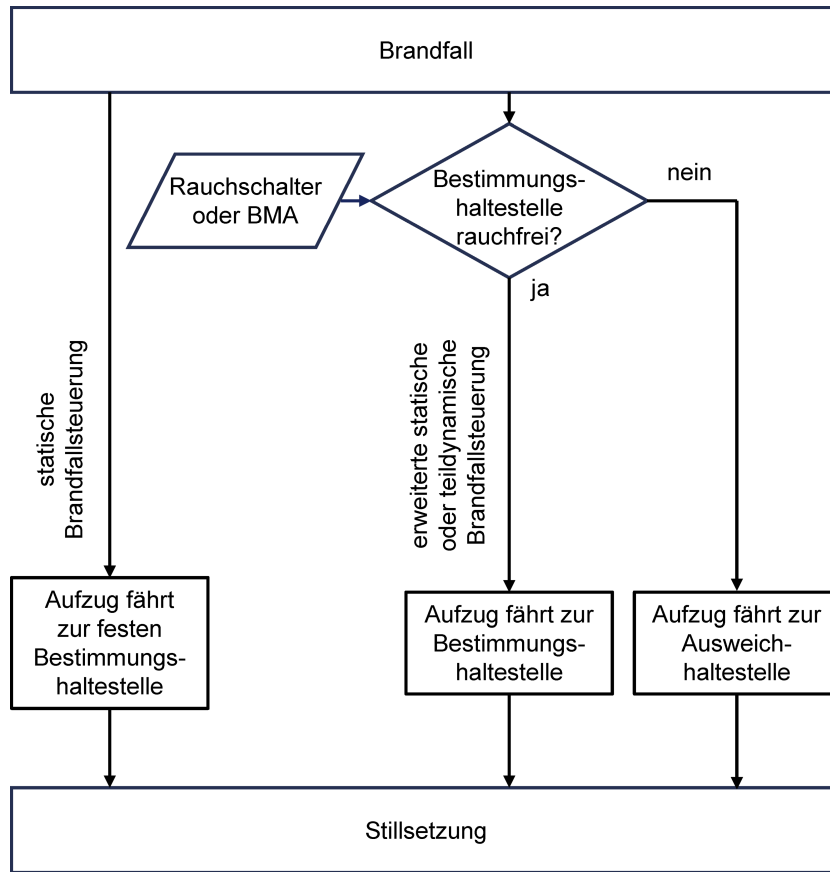 Brandfall
Rauchschalter
oder BMA
Bestimmungs-
haltestelle
rauchfrei?
nein
ja
statische
Brandfallsteuerung
erweiterte statische
oder teildynamische
Brandfallsteuerung
Aufzug fährt
zur festen
Bestimmungs-
haltestelle
Aufzug fährt zur
Bestimmungs-
haltestelle
Aufzug fährt zur
Ausweich-
haltestelle
Stillsetzung